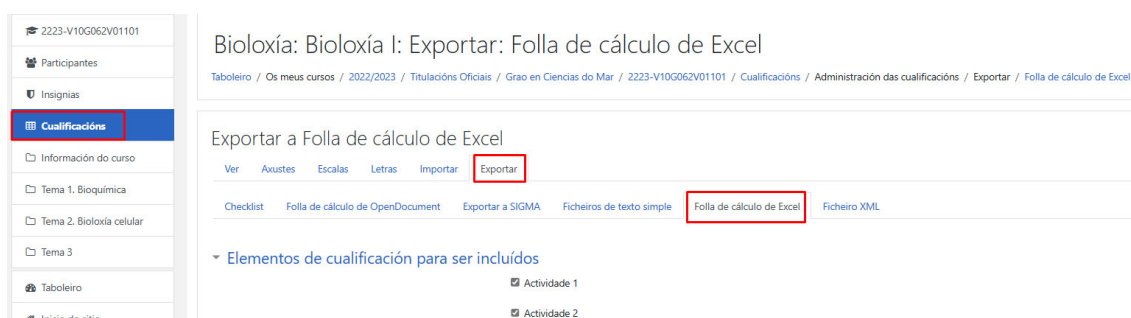 2223-V10G062V01101
Participantes
Insignias
Cualificacións
Información do curso
Tema 1. Bioquímica
Tema 2. Bioloxía celular
Tema 3
Taboleiro
Bioloxía: Bioloxía I: Exportar: Folla de cálculo de Excel
Taboleiro / Os meus cursos / 2022/2023 / Titulacións Oficiais / Grao en Ciencias do Mar / 2223-V10G062V01101 / Cualificacións / Administración das cualificacións / Exportar / Folla de cálculo de Excel
Exportar a Folla de cálculo de Excel
Ver Axustes Escalas Letras Importar Exportar
Checklist Folla de cálculo de OpenDocument Exportar a SIGMA Ficheiros de texto simple Folla de cálculo de Excel Ficheiro XML
Elementos de cualificación para ser incluídos
Actividade 1
Actividade 2